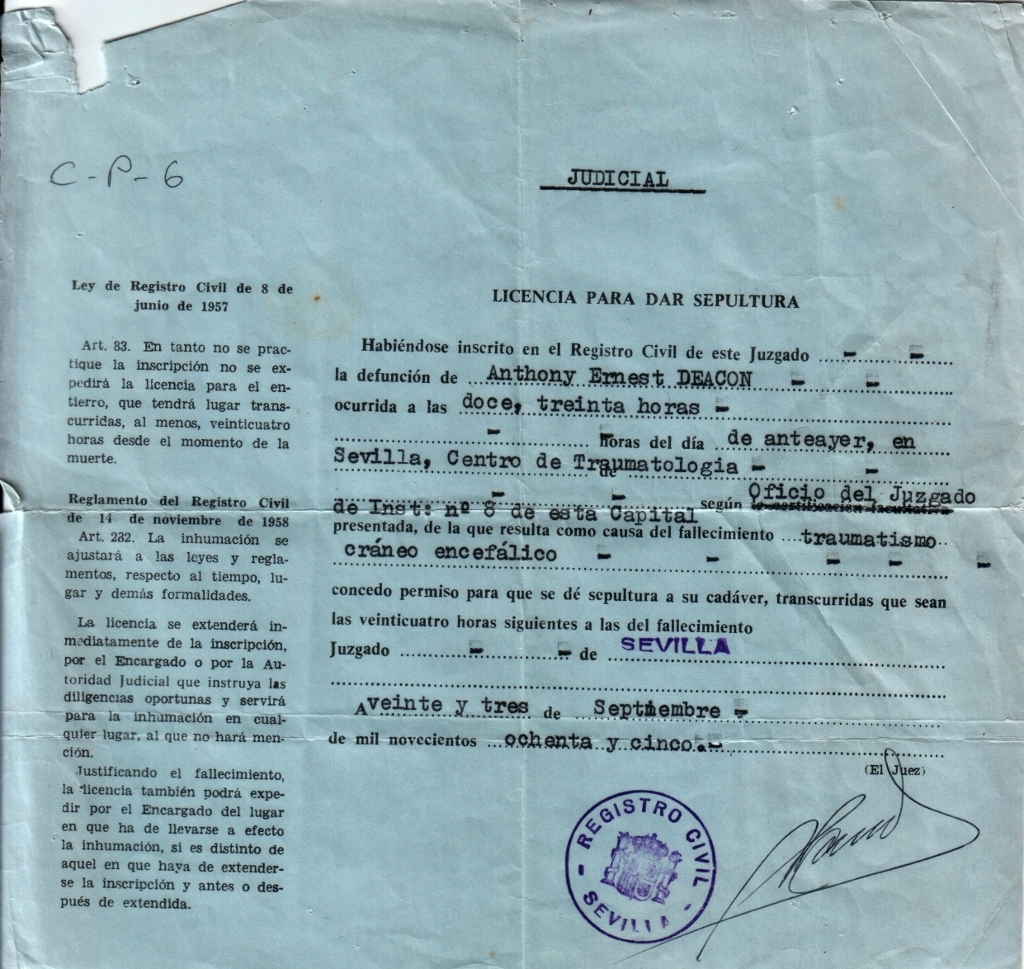 C-P-6
JUDICIAL
Ley de Registro Civil de 8 de
junio de 1957
Art. 83. En tanto no se prac-
tique la inscripción no se ex-
pedirá la licencia para el en-
tierro, que tendrá lugar trans-
curridas, al menos, veinticuatro
horas desde el momento de la
muerte.
Reglamento del Registro Civil
de 14 de noviembre de 1958
Art. 282. La inhumación se
ajustará a las leyes y regla-
mentos, respecto al tiempo, lu-
gar y demás formalidades.
La licencia se extenderá in-
mediatamente de la inscripción,
por el Encargado o por la Au-
toridad Judicial que instruya las
diligencias oportunas y servirá
para la inhumación en cual-
quier lugar, al que no hará men-
ción.
Justificando el fallecimiento,
la licencia también podrá expe-
dir por el Encargado del lugar
en que ha de llevarse a efecto
la inhumación, si es distinto de
aquel en que haya de extender-
se la inscripción y antes o des-
pués de extendida.
LICENCIA PARA DAR SEPULTURA
Habiéndose inscrito en el Registro Civil de este Juzgado - -
la defunción de Anthony Ernest DEACON - -
ocurrida a las doce, treinta horas -
- - horas del día de anteayer, en
Sevilla, Centro de Traumatologia - -
- - según Oficio del Juzgado
la certificación facultativa
de Inst: nº 8 de esta Capital
presentada, de la que resulta como causa del fallecimiento traumatismo
cráneo encefálico - - - - -
concedo permiso para que se dé sepultura a su cadáver, transcurridas que sean
las veinticuatro horas siguientes a las del fallecimiento
Juzgado - - de SEVILLA
A veinte y tres de Septiembre -
de mil novecientos ochenta y cinco.-
(El Juez)
REGISTRO CIVIL
- SEVILLA -